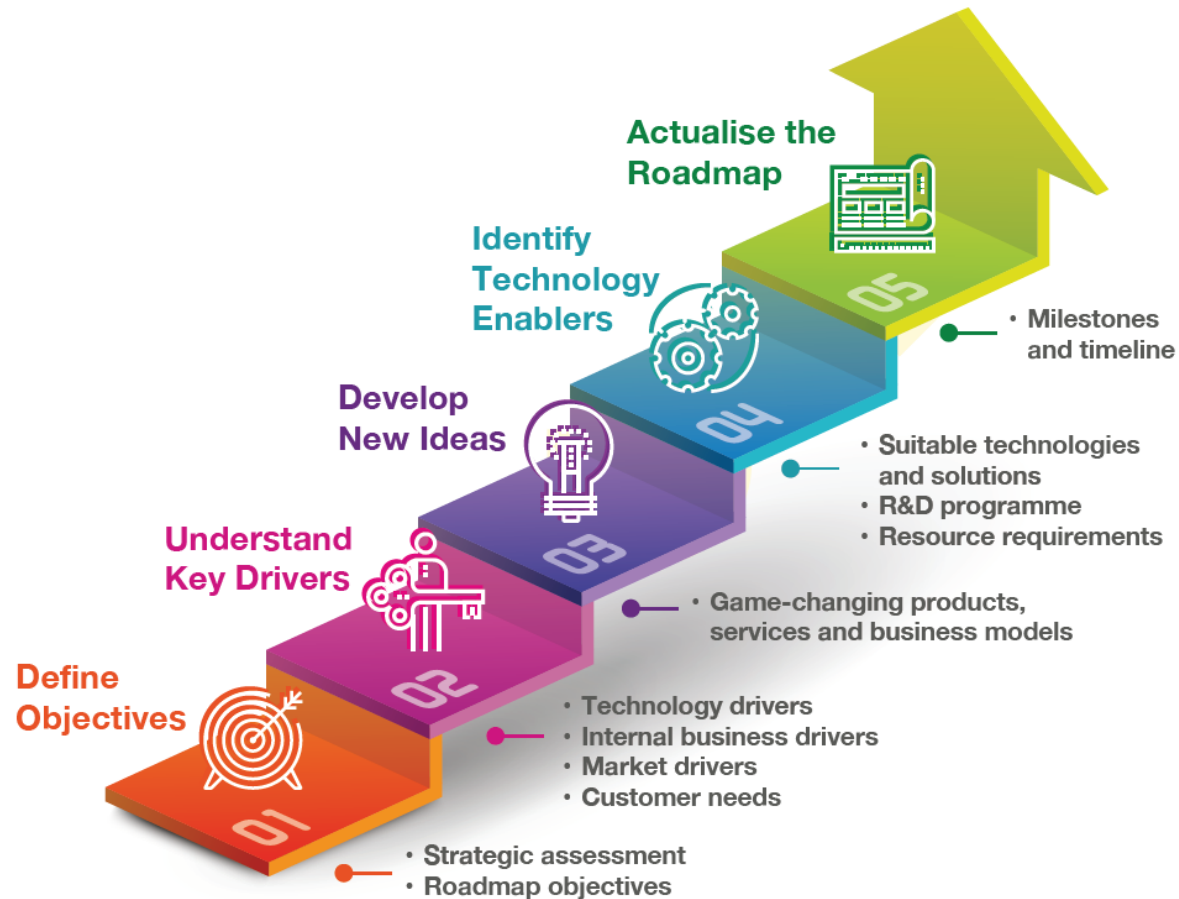 Actualise the
Roadmap
05
• Milestones
and timeline
Identify
Technology
Enablers
04
• Suitable technologies
and solutions
• R&D programme
• Resource requirements
Develop
New Ideas
03
• Game-changing products,
services and business models
Understand
Key Drivers
02
• Technology drivers
• Internal business drivers
• Market drivers
• Customer needs
Define
Objectives
01
• Strategic assessment
• Roadmap objectives